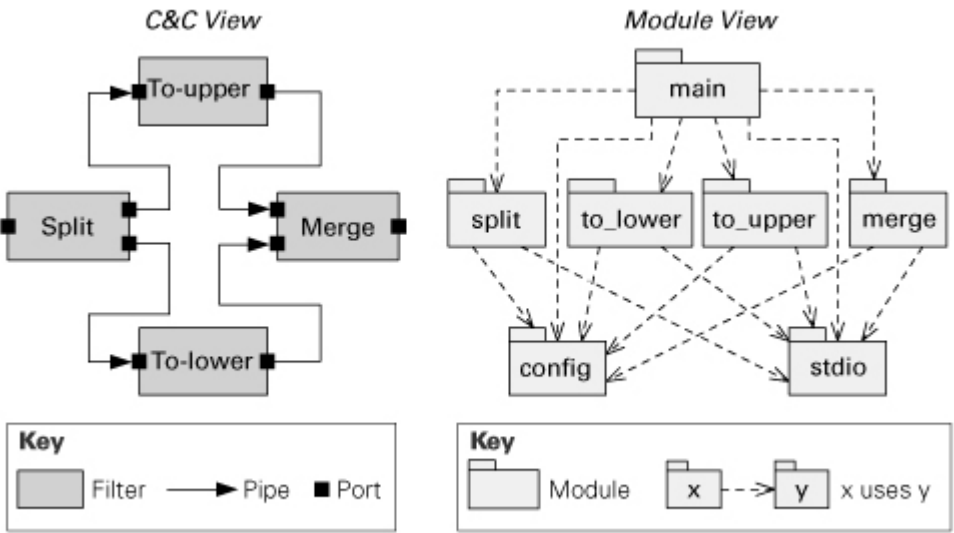 C&C View
Module View
To-upper
main
Split
Merge
split
to_lower
to_upper
merge
To-lower
config
stdio
Key
Filter
Pipe
Port
Key
Module
x
y
x uses y